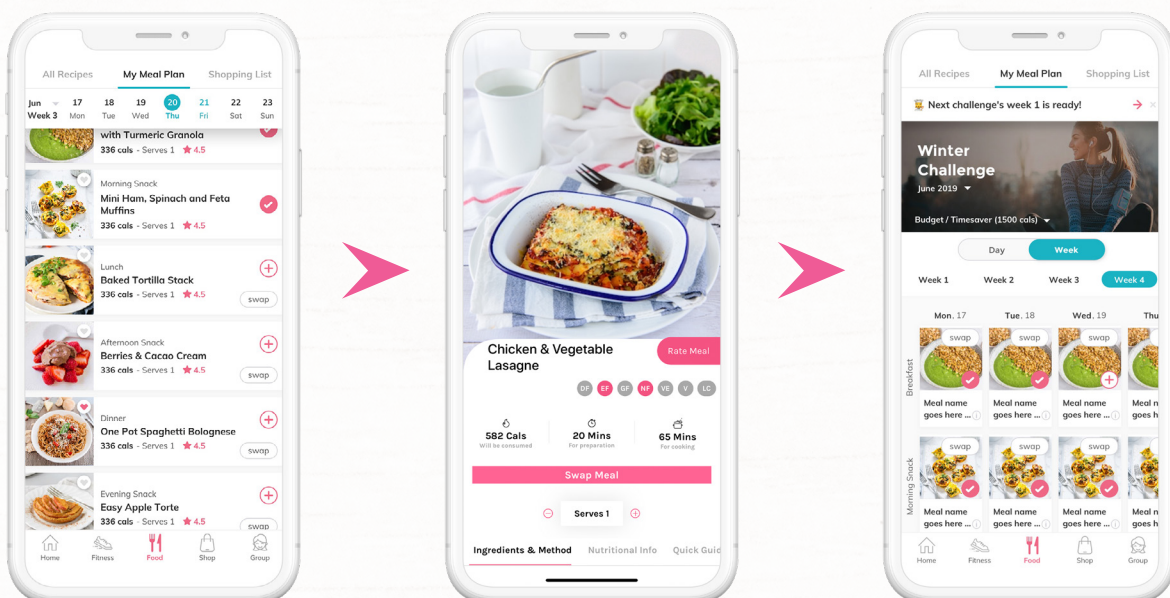 All Recipes My Meal Plan Shopping List
Jun 17 18 19 20 21 22 23
Week 3 Mon Tue Wed Thu Fri Sat Sun
with Turmeric Granola
336 cals - Serves 1 4.5
Morning Snack
Mini Ham, Spinach and Feta
Muffins
336 cals - Serves 1 4.5
Lunch
Baked Tortilla Stack
336 cals - Serves 1 4.5
swap
Afternoon Snack
Berries & Cacao Cream
336 cals - Serves 1 4.5
swap
Dinner
One Pot Spaghetti Bolognese
336 cals - Serves 1 4.5
swap
Evening Snack
Easy Apple Torte
336 cals - Serves 1 4.5
swap
Home Fitness Food Shop Group
Chicken & Vegetable
Lasagne
Rate Meal
DF EF GF NF VE V LC
582 Cals 20 Mins 65 Mins
Will be consumed For preparation For cooking
Swap Meal
Serves 1
Ingredients & Method Nutritional Info Quick Guid
All Recipes My Meal Plan Shopping List
Next challenge's week 1 is ready!
Winter
Challenge
June 2019
Budget / Timesaver (1500 cals)
Day Week
Week 1 Week 2 Week 3 Week 4
Mon, 17 Tue, 18 Wed, 19 Thu
Breakfast
swap swap swap
Meal name Meal name Meal name Meal n
goes here ... goes here ... goes here ... goes h
Morning Snack
swap swap swap
Meal name Meal name Meal name Meal n
goes here ... goes here ... goes here ... goes h
Home Fitness Food Shop Group